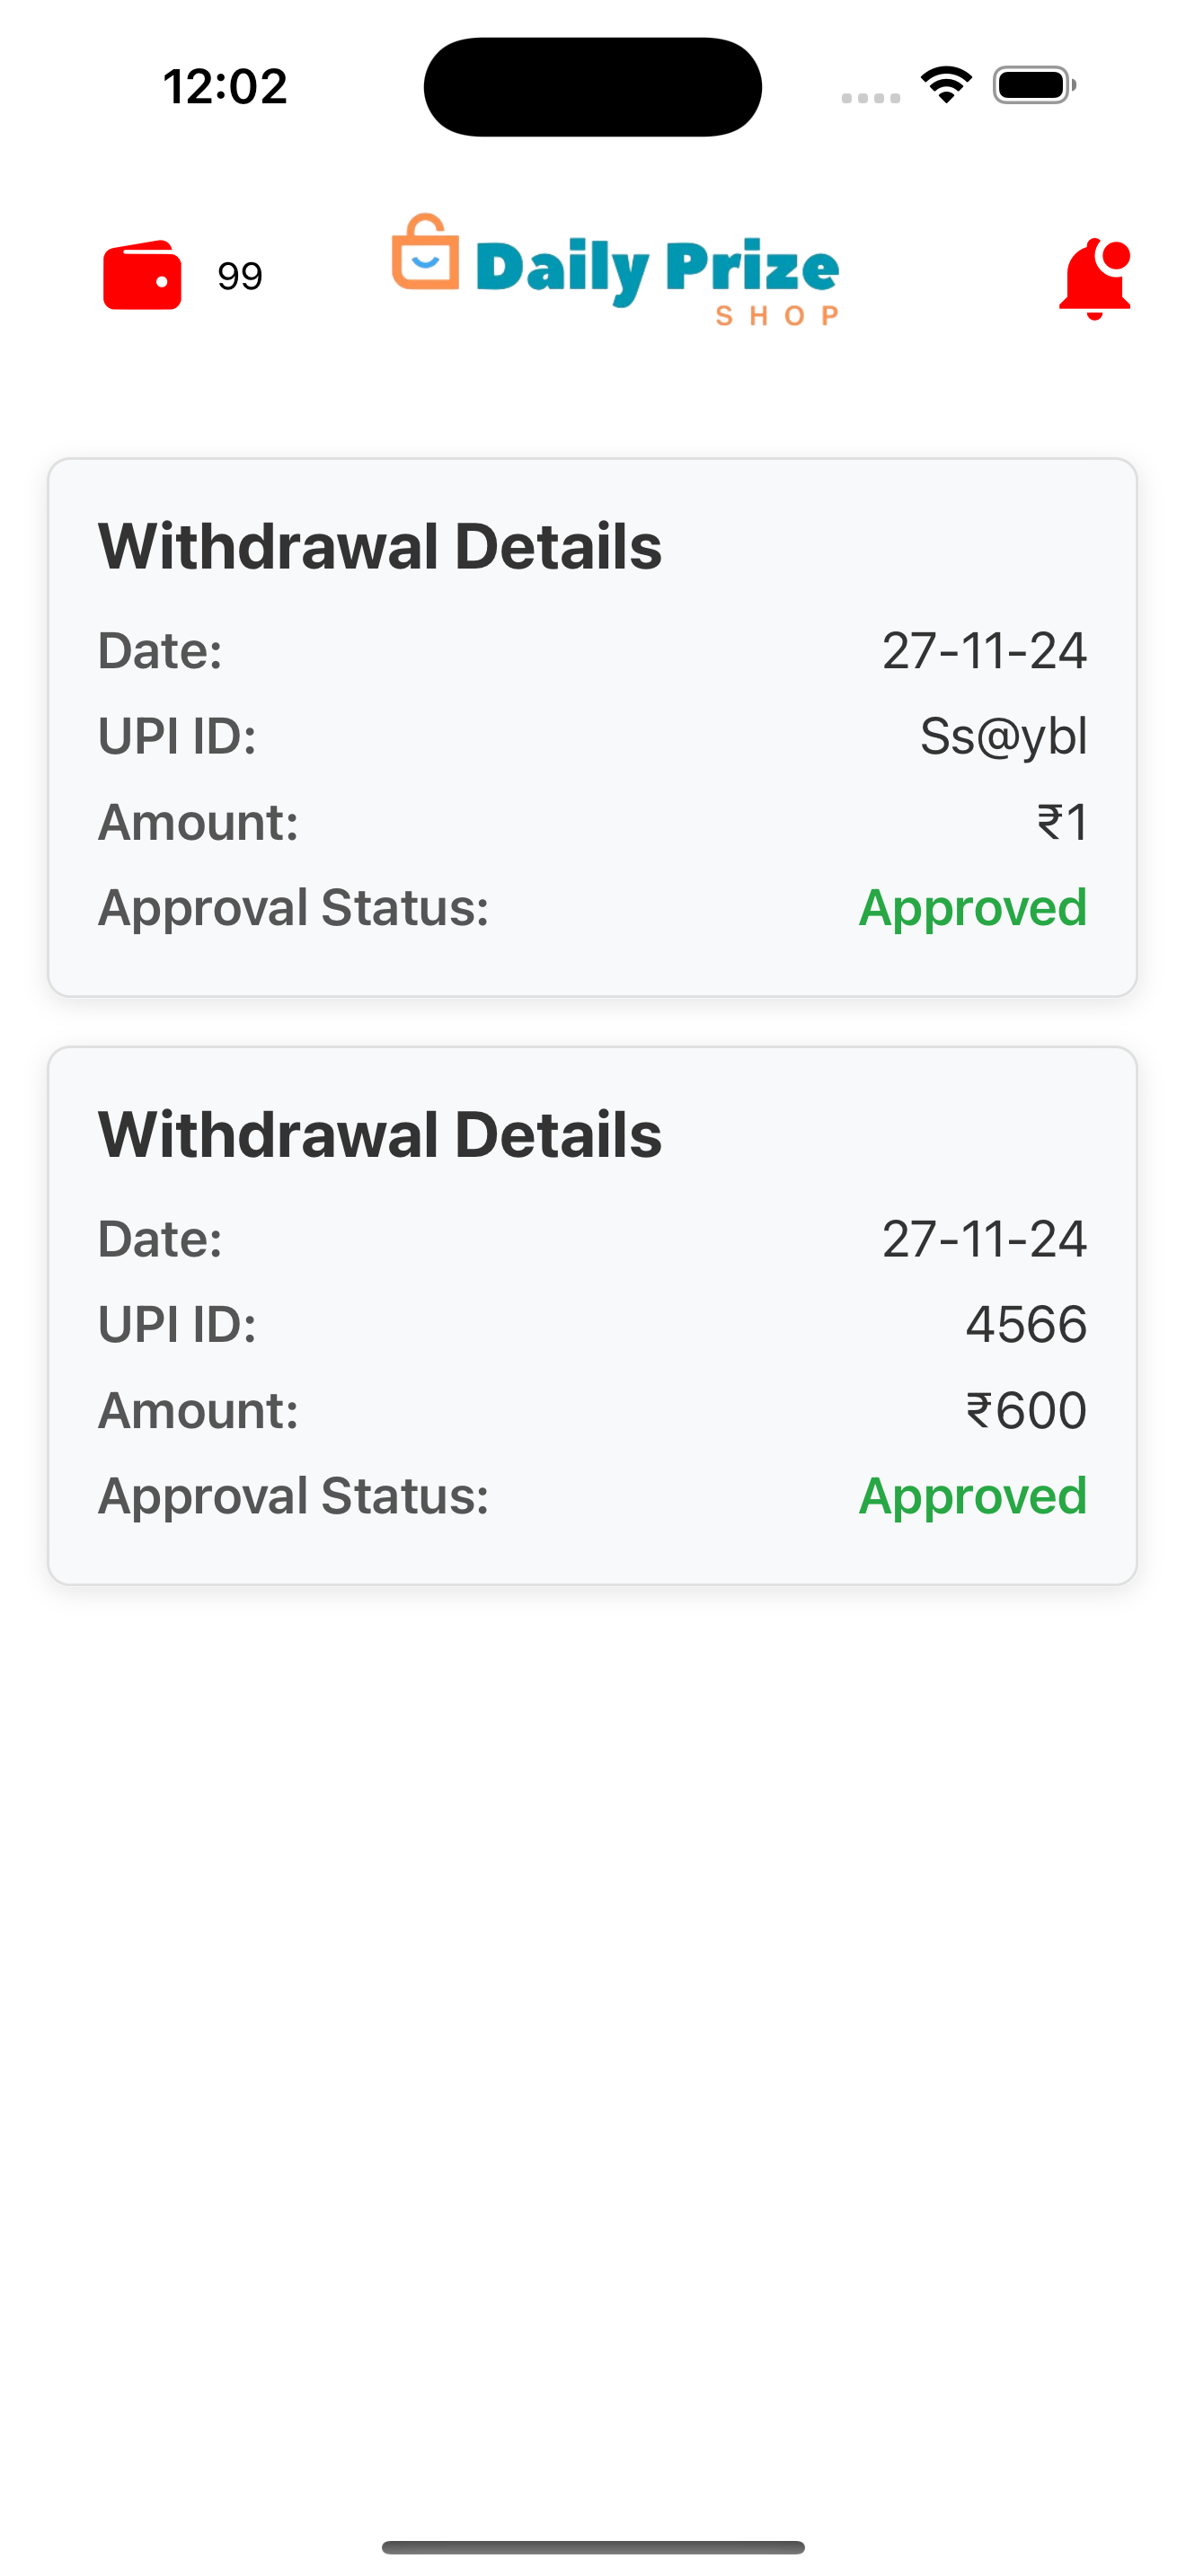 12:02
99
Daily Prize
SHOP
Withdrawal Details
Date: 27-11-24
UPI ID: Ss@ybl
Amount: ₹1
Approval Status: Approved
Withdrawal Details
Date: 27-11-24
UPI ID: 4566
Amount: ₹600
Approval Status: Approved